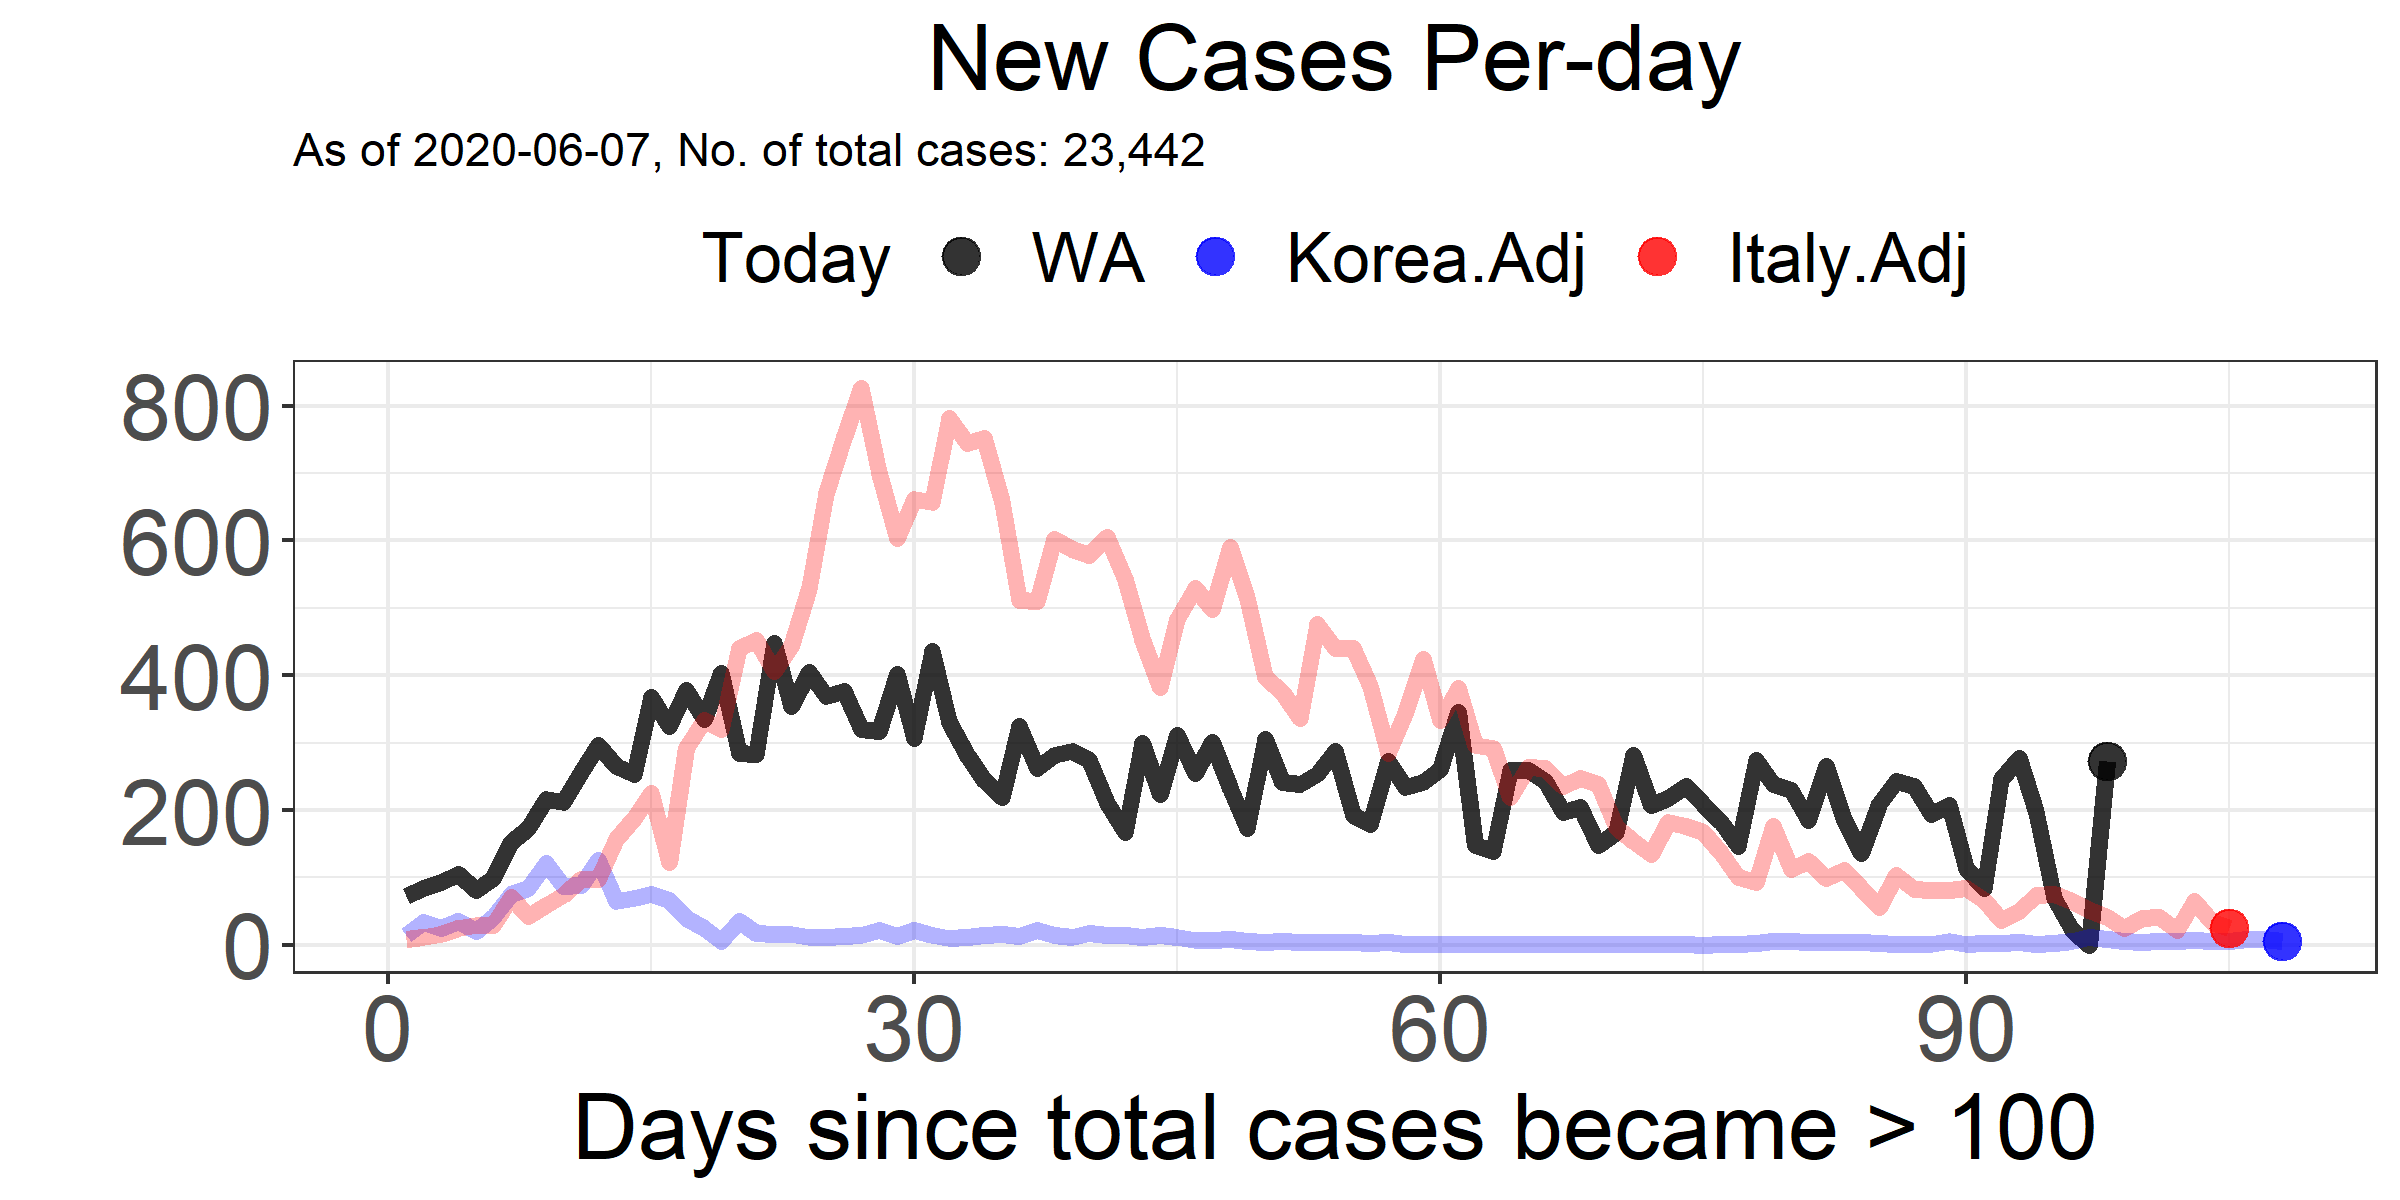 New Cases Per-day
As of 2020-06-07, No. of total cases: 23,442
Today WA Korea.Adj Italy.Adj
800
600
400
200
0
0 30 60 90
Days since total cases became > 100